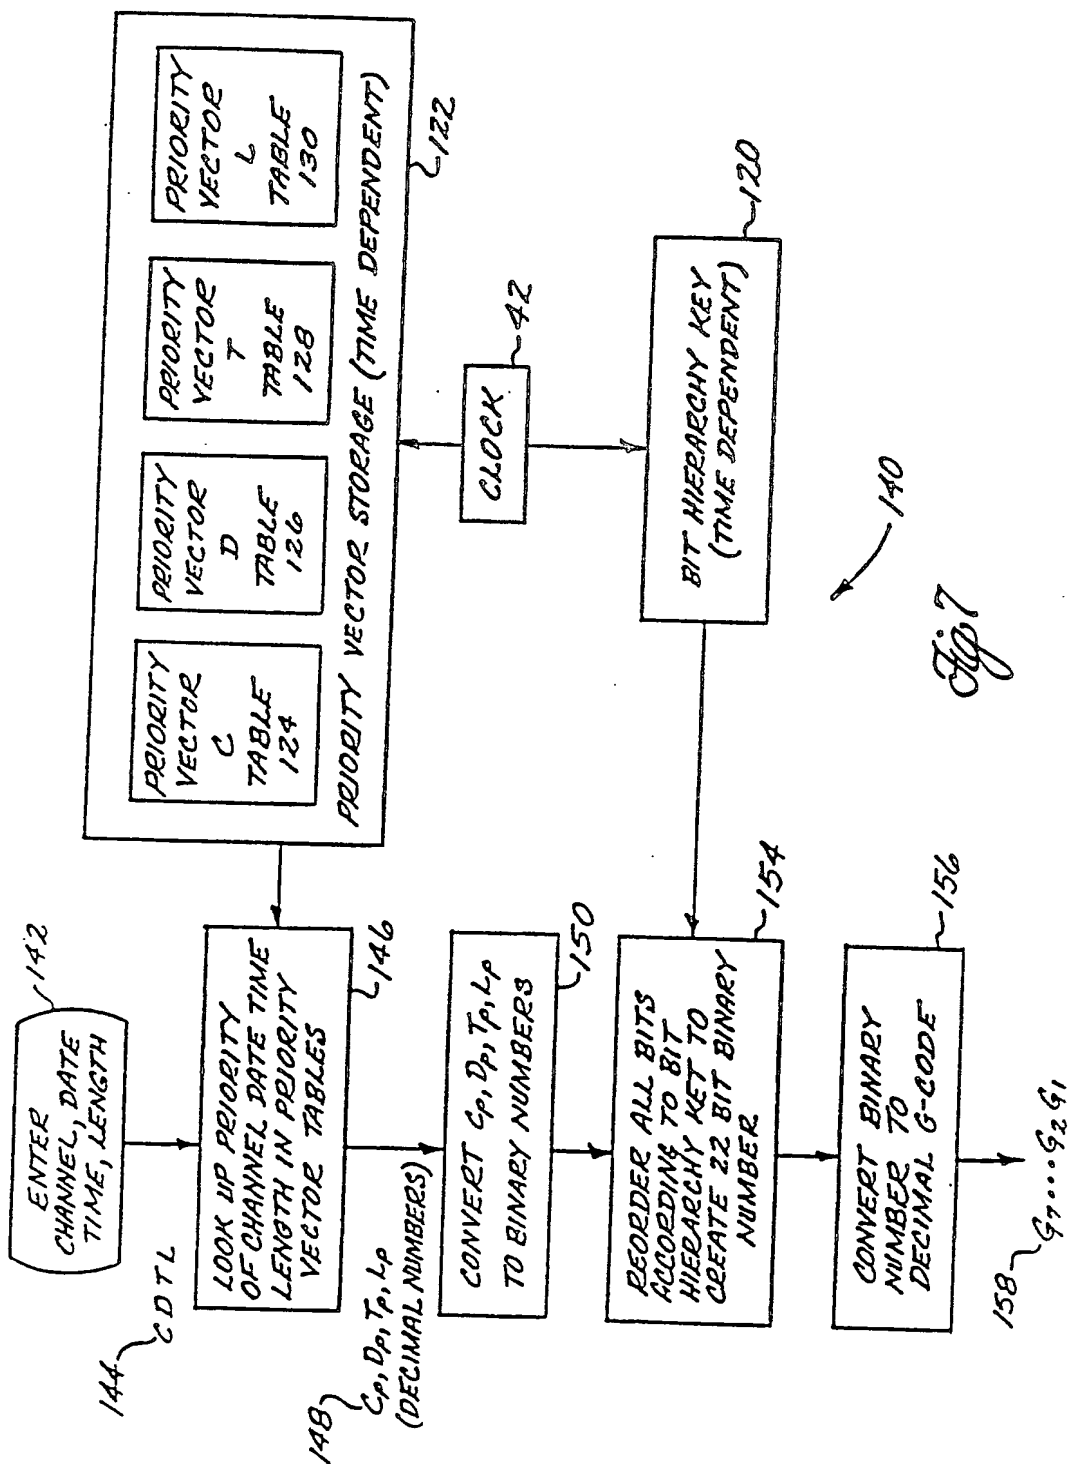 ENTER
CHANNEL, DATE
TIME, LENGTH
142
144
C D T L
LOOK UP PRIORITY
OF CHANNEL DATE TIME
LENGTH IN PRIORITY
VECTOR TABLES
146
148
Cp, Dp, Tp, Lp
(DECIMAL NUMBERS)
CONVERT Cp, Dp, Tp, Lp
TO BINARY NUMBERS
150
REORDER ALL BITS
ACCORDING TO BIT
HIERARCHY KET TO
CREATE 22 BIT BINARY
NUMBER
154
CONVERT BINARY
NUMBER TO
DECIMAL G-CODE
156
158
G7....G2 G1
PRIORITY
VECTOR
C
TABLE
124
PRIORITY
VECTOR
D
TABLE
126
PRIORITY
VECTOR
T
TABLE
128
PRIORITY
VECTOR
L
TABLE
130
PRIORITY VECTOR STORAGE (TIME DEPENDENT)
122
CLOCK
42
BIT HIERARCHY KEY
(TIME DEPENDENT)
120
140
Fig. 7